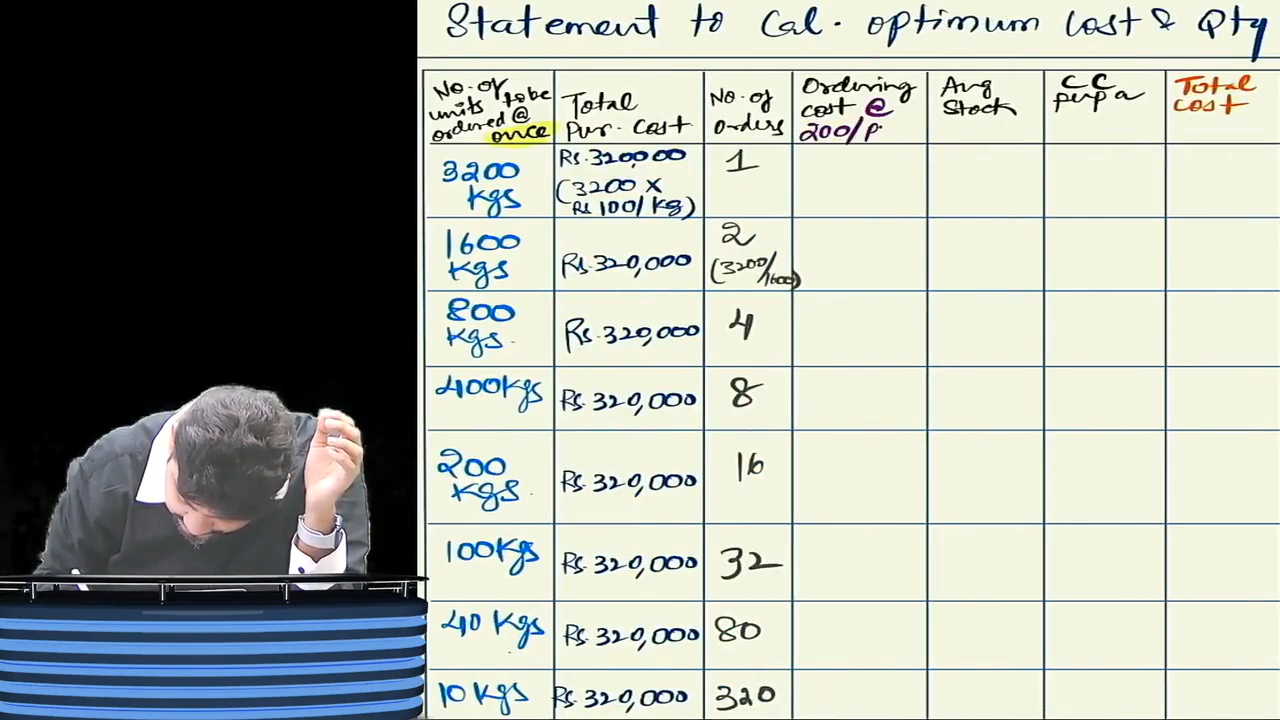 Statement to Cal. optimum Cost & Qty
No. of units to be ordered @ once
Total Pur. Cost
No. of orders
Ordering cost @ 200/P.
Avg Stock
CC pupa
Total cost
3200 kgs
Rs. 320,000
(3200 x Rs 100/kg)
1
1600 kgs
Rs. 320,000
2
(3200/1600)
800 kgs.
Rs. 320,000
4
400kgs
Rs. 320,000
8
200 kgs.
Rs. 320,000
16
100kgs
Rs. 320,000
32
40 kgs
Rs. 320,000
80
10 kgs
Rs. 320,000
320